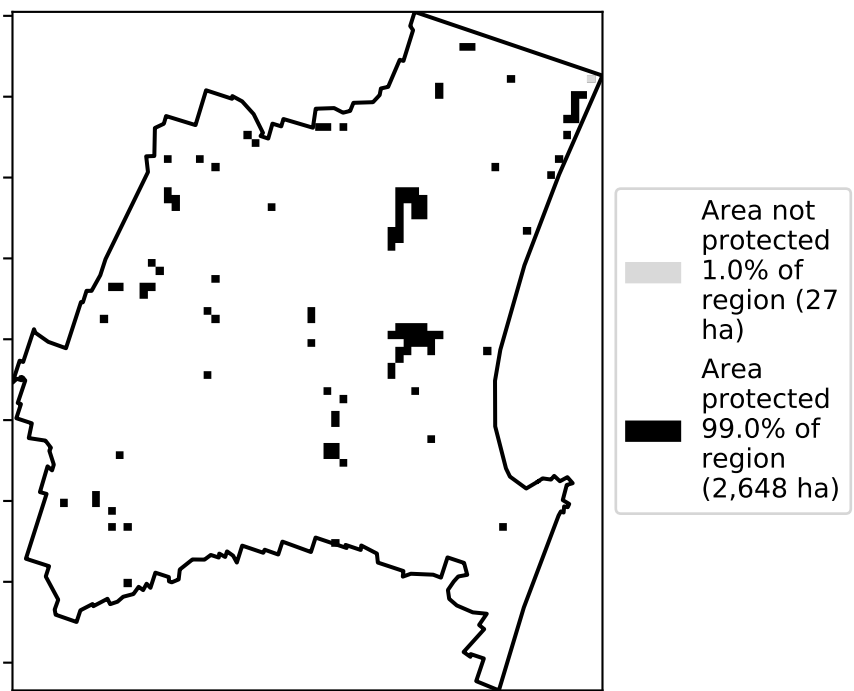 Area not
protected
1.0% of
region (27
ha)
Area
protected
99.0% of
region
(2,648 ha)